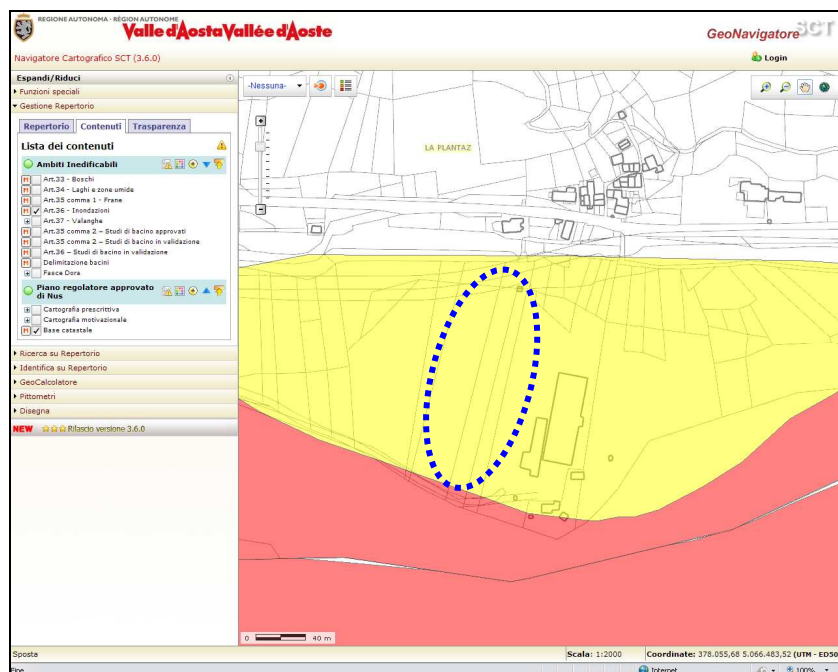 REGIONE AUTONOMA - RÉGION AUTONOME
Valle d'Aosta Vallée d'Aoste
GeoNavigatore SCT
Navigatore Cartografico SCT (3.6.0)
Login
Espandi/Riduci
Funzioni speciali
Gestione Repertorio
Repertorio Contenuti Trasparenza
Lista dei contenuti
Ambiti Inedificabili
Art.33 - Boschi
Art.34 - Laghi e zone umide
Art.35 comma 1 - Frane
Art.36 - Inondazioni
Art.37 - Valanghe
Art.35 comma 2 – Studi di bacino approvati
Art.35 comma 2 – Studi di bacino in validazione
Art.36 – Studi di bacino in validazione
Delimitazione bacini
Fasce Dora
Piano regolatore approvato
di Nus
Cartografia prescrittiva
Cartografia motivazionale
Base catastale
Ricerca su Repertorio
Identifica su Repertorio
GeoCalcolatore
Pittometri
Disegna
NEW Rilascio versione 3.6.0
-Nessuna-
LA PLANTAZ
0 40 m
Sposta
Scala: 1:2000
Coordinate: 378.055,68 5.066.483,52 (UTM - ED50
Fine
Internet
100%